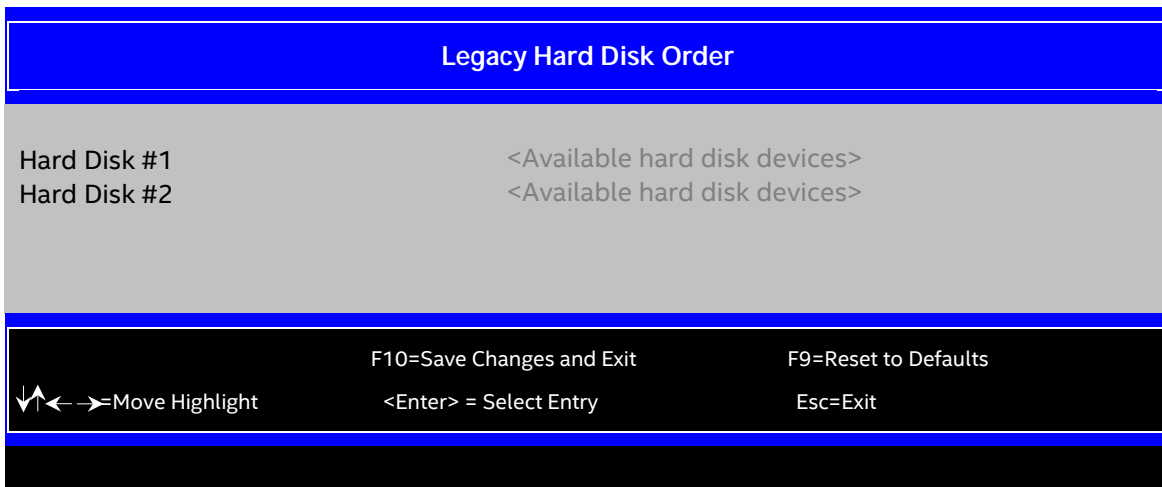 Legacy Hard Disk Order
Hard Disk #1 <Available hard disk devices>
Hard Disk #2 <Available hard disk devices>
F10=Save Changes and Exit F9=Reset to Defaults
↓↑←→=Move Highlight <Enter> = Select Entry Esc=Exit